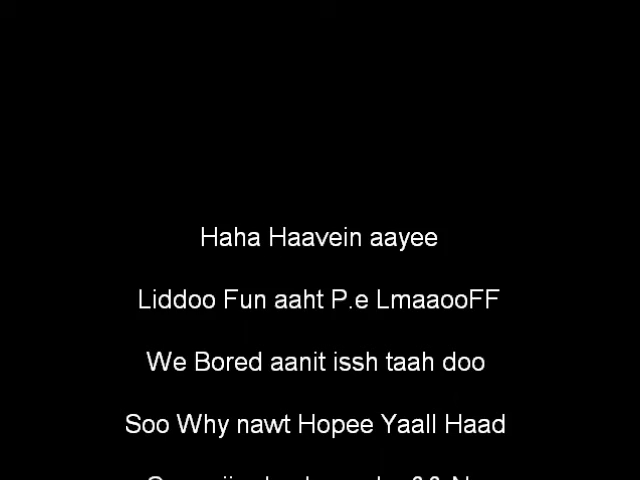 Haha Haavein aayee
Liddoo Fun aaht P.e LmaaooFF
We Bored aanit issh taah doo
Soo Why nawt Hopee Yaall Haad